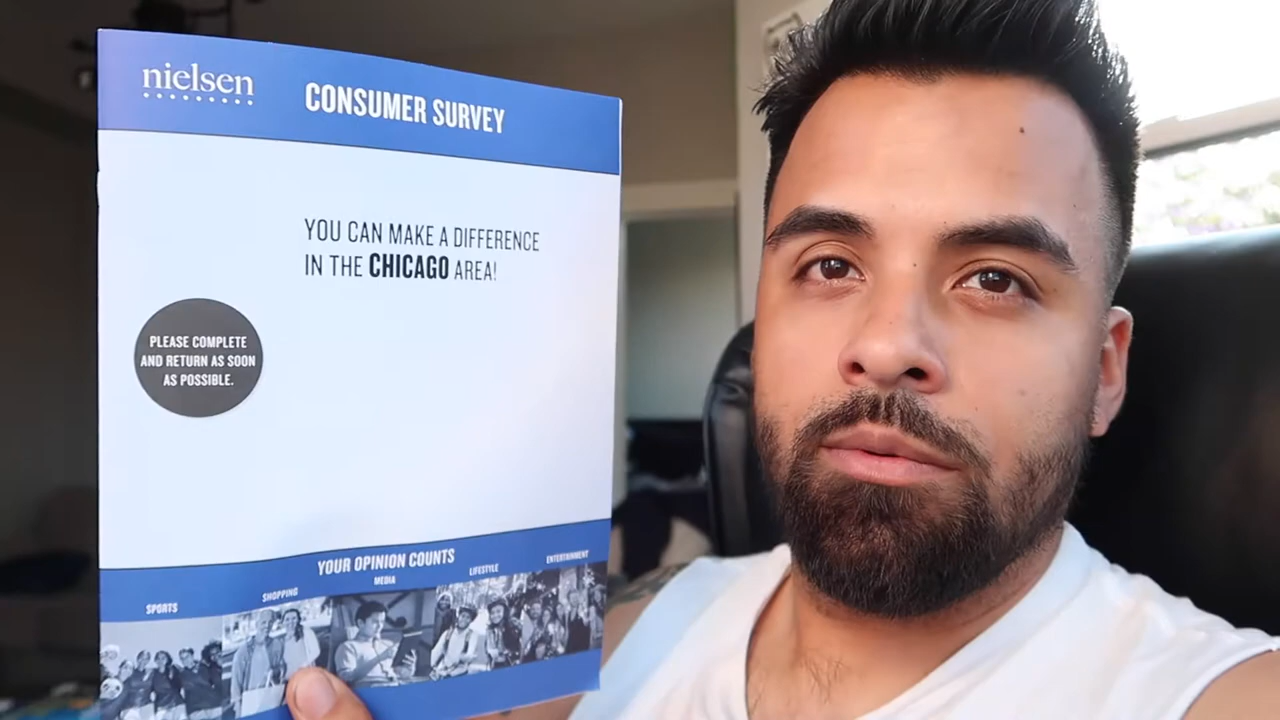 nielsen
CONSUMER SURVEY
YOU CAN MAKE A DIFFERENCE
IN THE CHICAGO AREA!
PLEASE COMPLETE
AND RETURN AS SOON
AS POSSIBLE.
YOUR OPINION COUNTS
SPORTS
SHOPPING
MEDIA
LIFESTYLE
ENTERTAINMENT